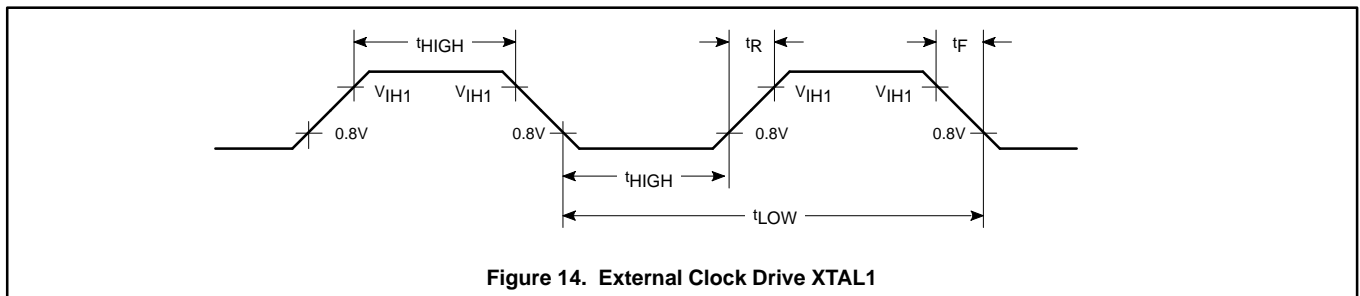 tHIGH tR tF
VIH1 VIH1 VIH1 VIH1
0.8V 0.8V 0.8V 0.8V
tHIGH
tLOW
Figure 14. External Clock Drive XTAL1